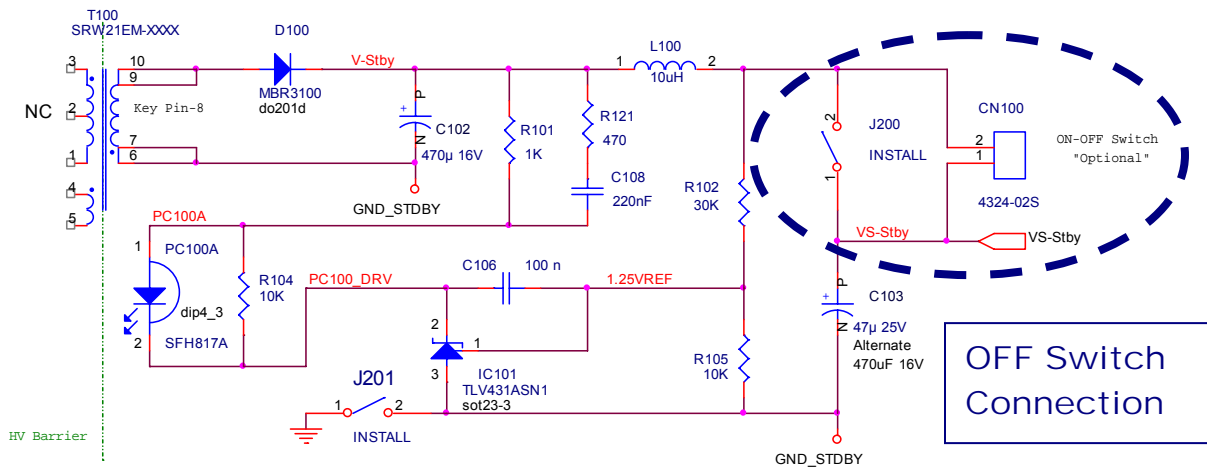 T100
SRW21EM-XXXX
D100
MBR3100
do201d
V-Stby
L100
1 2
10uH
3
2
1
4
5
NC
10
9
7
6
Key Pin-8
P
+
N
C102
470µ 16V
GND_STDBY
R101
1K
R121
470
C108
220nF
R102
30K
2
J200
INSTALL
1
CN100
2
1
4324-02S
ON-OFF Switch
"Optional"
VS-Stby
VS-Stby
PC100A
1
PC100A
dip4_3
2
SFH817A
R104
10K
PC100_DRV
C106
100 n
1.25VREF
2
1
3
IC101
TLV431ASN1
sot23-3
R105
10K
P
+
N
C103
47µ 25V
Alternate
470uF 16V
J201
1 2
INSTALL
GND_STDBY
HV Barrier
OFF Switch
Connection